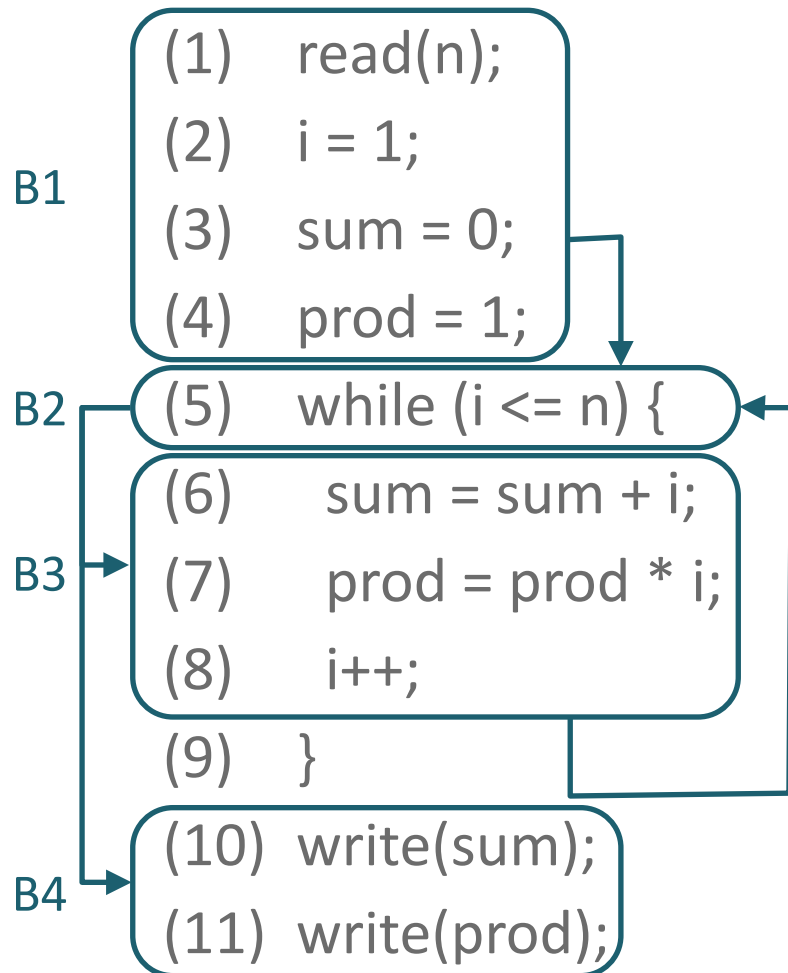 (1) read(n);
(2) i = 1;
B1
(3) sum = 0;
(4) prod = 1;
B2 (5) while (i <= n) {
(6) sum = sum + i;
B3 (7) prod = prod * i;
(8) i++;
(9) }
(10) write(sum);
B4
(11) write(prod);